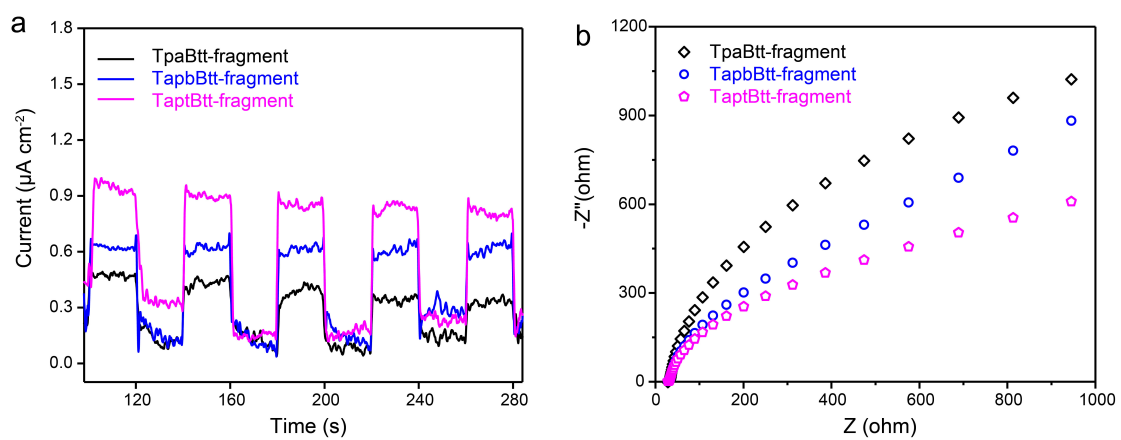 a
1.8
1.5
1.2
0.9
0.6
0.3
0.0
Current (μA cm-2)
TpaBtt-fragment
TapbBtt-fragment
TaptBtt-fragment
120
160
200
240
280
Time (s)
b
1200
900
600
300
0
-Z"(ohm)
TpaBtt-fragment
TapbBtt-fragment
TaptBtt-fragment
0
200
400
600
800
1000
Z (ohm)